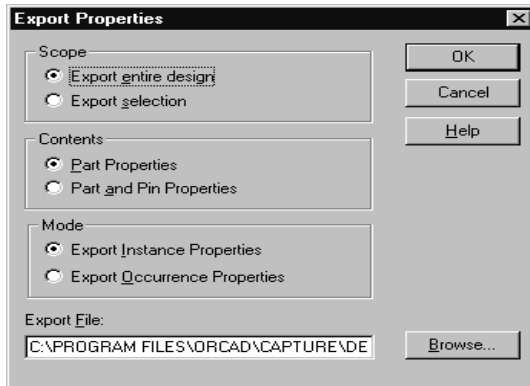 Export Properties
Scope
Export entire design
Export selection
OK
Cancel
Help
Contents
Part Properties
Part and Pin Properties
Mode
Export Instance Properties
Export Occurrence Properties
Export File:
C:\PROGRAM FILES\ORCAD\CAPTURE\DE
Browse...